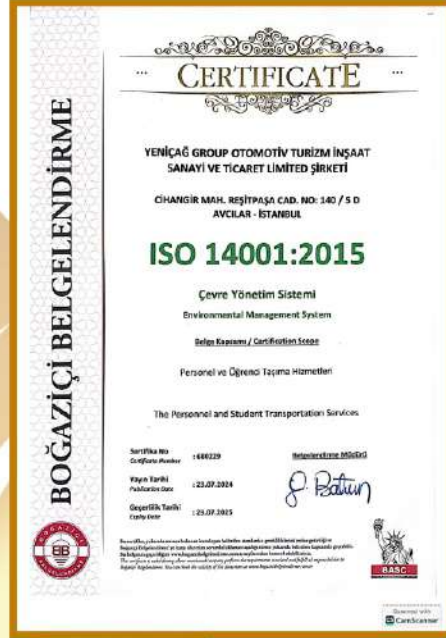 BOĞAZİÇİ BELGELENDİRME
CERTIFICATE
YENİÇAĞ GROUP OTOMOTİV TURİZM İNŞAAT
SANAYİ VE TİCARET LİMİTED ŞİRKETİ
CİHANGİR MAH. REŞİTPAŞA CAD. NO: 140 / 5 D
AVCILAR - İSTANBUL
ISO 14001:2015
Çevre Yönetim Sistemi
Environmental Management System
Belge Kapsamı / Certification Scope
Personel ve Öğrenci Taşıma Hizmetleri
The Personnel and Student Transportation Services
Sertifika No
Certificate Number
: 680229
Belgelendirme Müdürü
Yayın Tarihi
Publication Date
: 23.07.2024
Geçerlilik Tarihi
Expiry Date
: 23.07.2025
BB
BASC
Scanned with
CS CamScanner